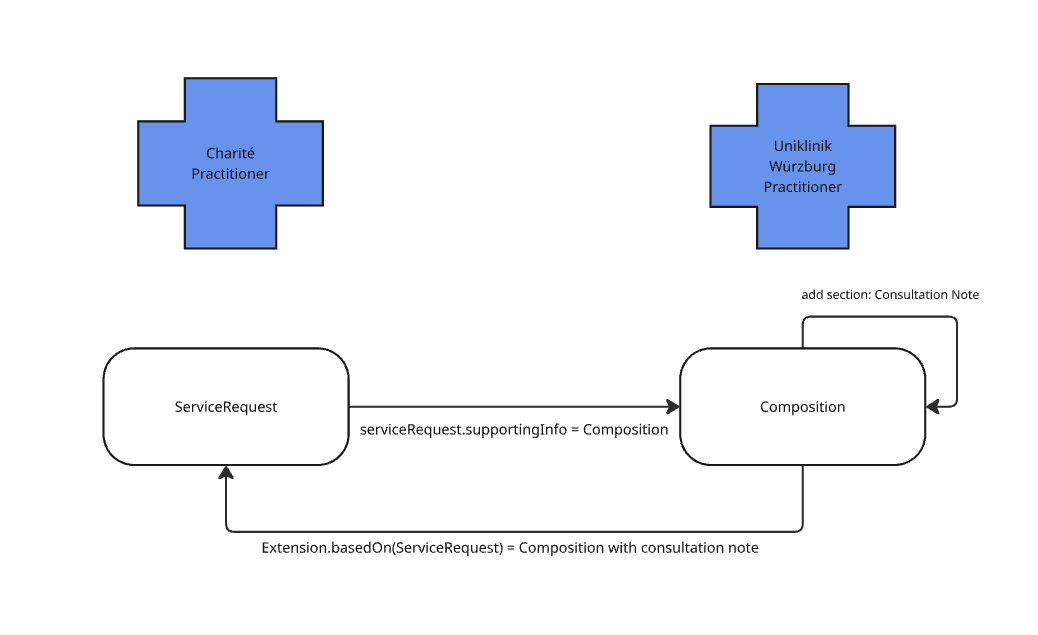 Charité
Practitioner
Uniklinik
Würzburg
Practitioner
add section: Consultation Note
ServiceRequest
Composition
serviceRequest.supportingInfo = Composition
Extension.basedOn(ServiceRequest) = Composition with consultation note